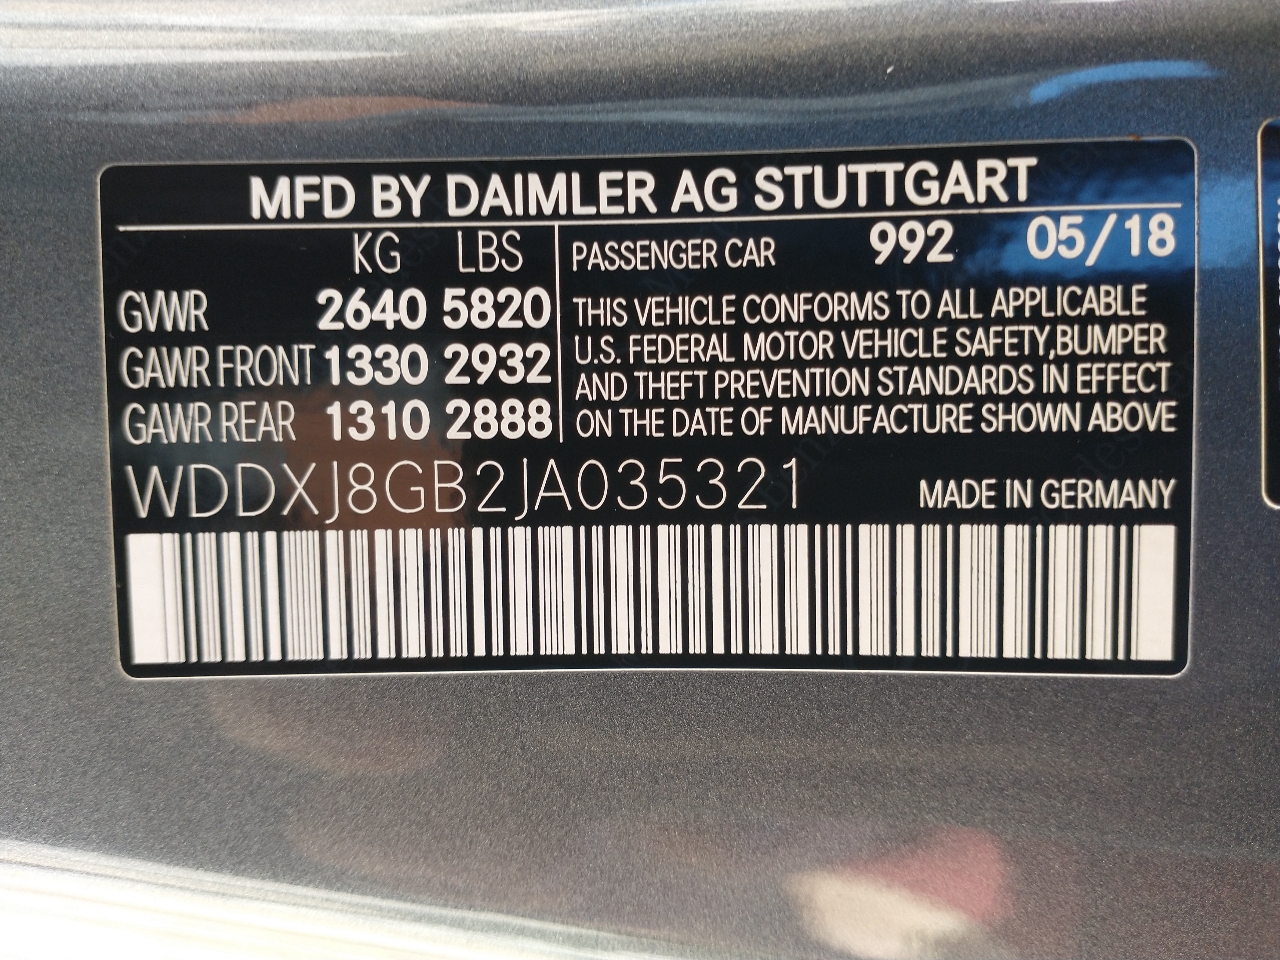 MFD BY DAIMLER AG STUTTGART
KG LBS
GVWR 2640 5820
GAWR FRONT 1330 2932
GAWR REAR 1310 2888
PASSENGER CAR 992 05/18
THIS VEHICLE CONFORMS TO ALL APPLICABLE
U.S. FEDERAL MOTOR VEHICLE SAFETY,BUMPER
AND THEFT PREVENTION STANDARDS IN EFFECT
ON THE DATE OF MANUFACTURE SHOWN ABOVE
WDDXJ8GB2JA035321
MADE IN GERMANY